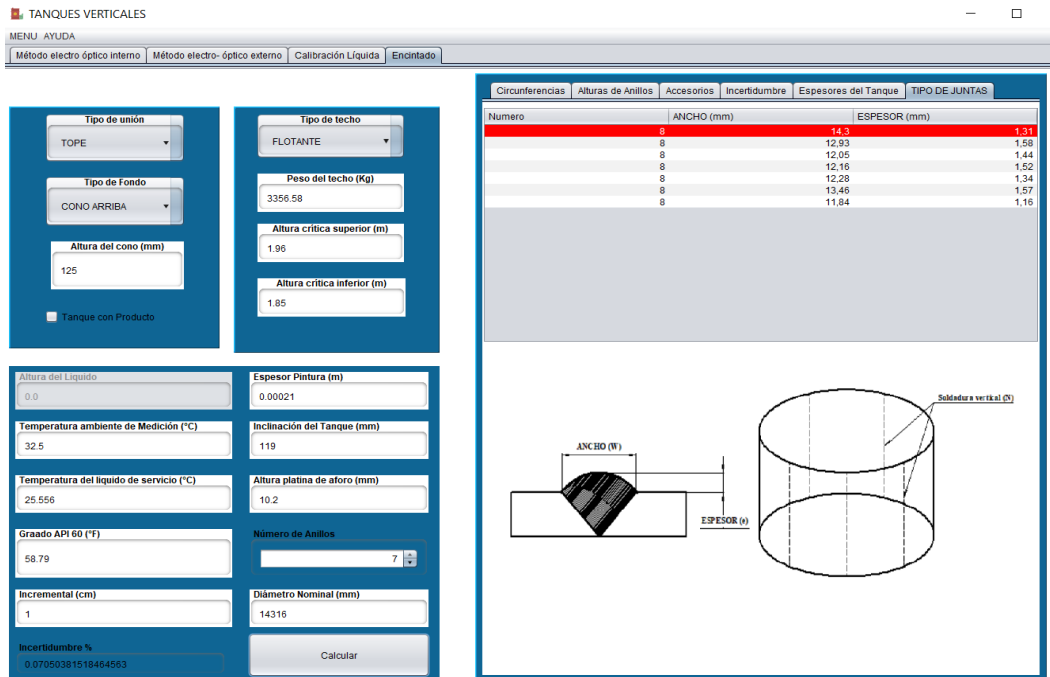 TANQUES VERTICALES
MENU AYUDA
Método electro óptico interno Método electro- óptico externo Calibración Líquida Encintado
Tipo de unión
TOPE
Tipo de Fondo
CONO ARRIBA
Altura del cono (mm)
125
Tanque con Producto
Tipo de techo
FLOTANTE
Peso del techo (Kg)
3356.58
Altura crítica superior (m)
1.96
Altura crítica inferior (m)
1.85
Altura del Liquido
0.0
Espesor Pintura (m)
0.00021
Temperatura ambiente de Medición (°C)
32.5
Inclinación del Tanque (mm)
119
Temperatura del liquido de servicio (°C)
25.556
Altura platina de aforo (mm)
10.2
Graado API 60 (°F)
58.79
Número de Anillos
7
Incremental (cm)
1
Diámetro Nominal (mm)
14316
Incertidumbre %
0.07050381518464563
Calcular
Circunferencias Alturas de Anillos Accesorios Incertidumbre Espesores del Tanque TIPO DE JUNTAS
Numero ANCHO (mm) ESPESOR (mm)
8 14,3 1,31
8 12,93 1,58
8 12,05 1,44
8 12,16 1,52
8 12,28 1,34
8 13,46 1,57
8 11,84 1,16
ANCHO (W)
ESPESOR (e)
Soldadura vertical (N)